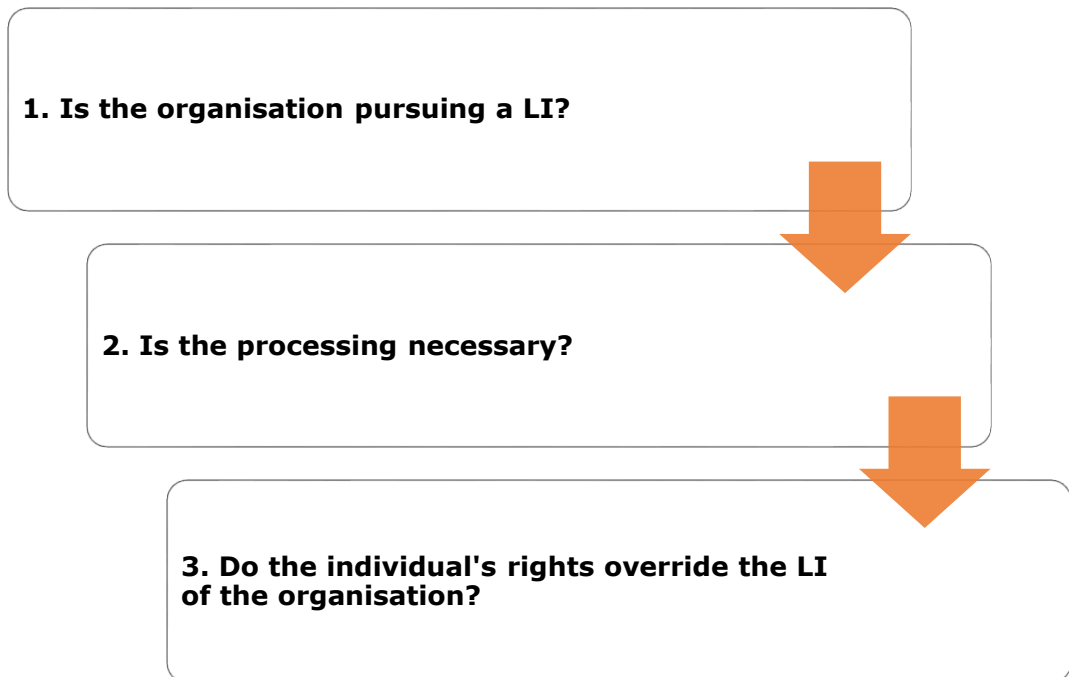 1. Is the organisation pursuing a LI?
2. Is the processing necessary?
3. Do the individual's rights override the LI
of the organisation?